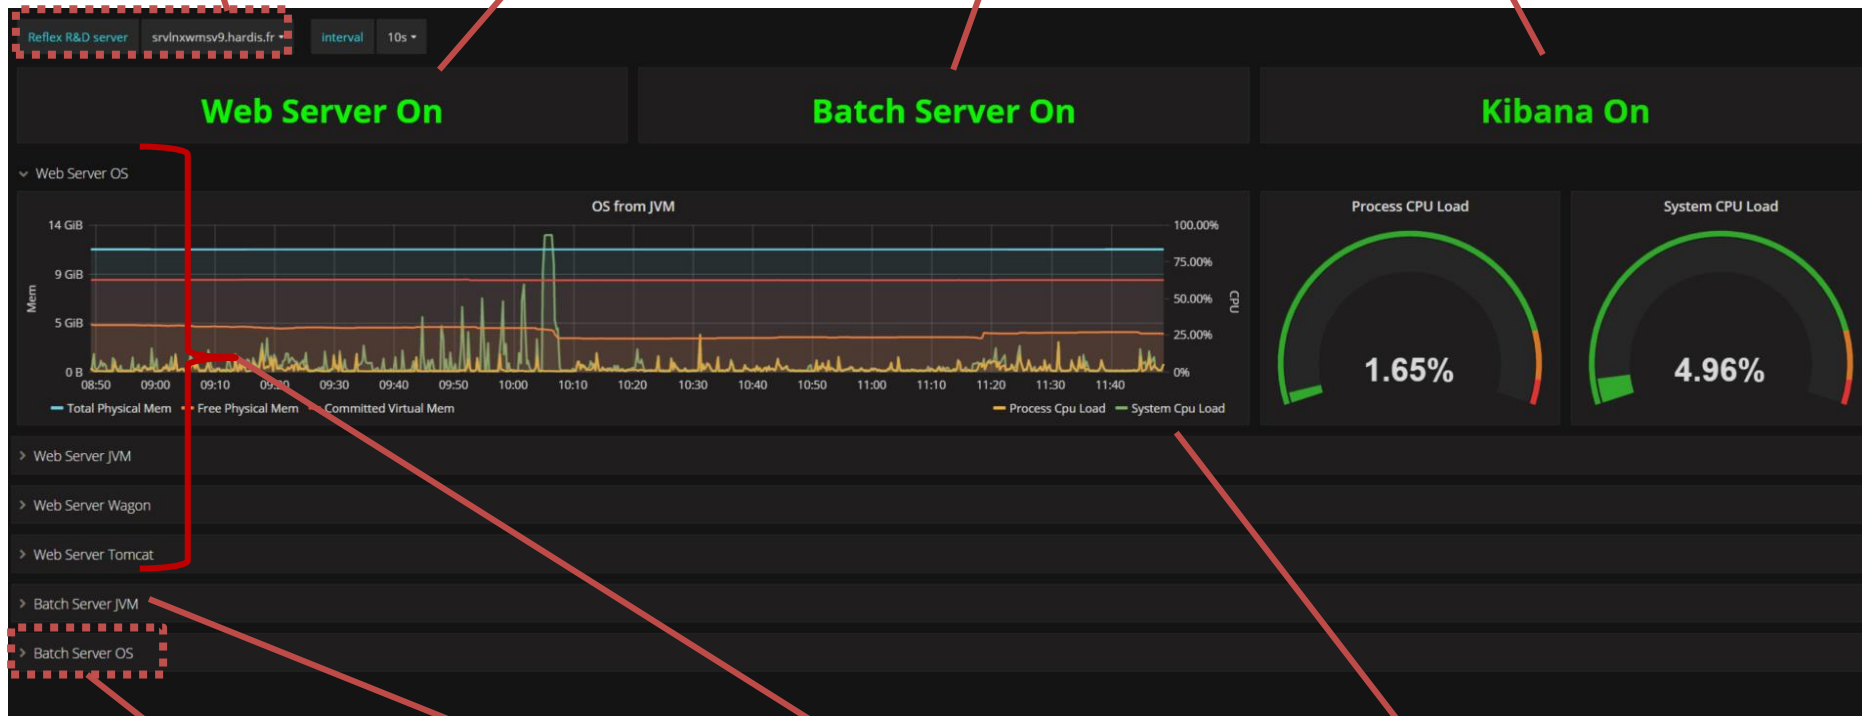 Reflex R&D server srvlnxwmsv9.hardis.fr interval 10s
Web Server On Batch Server On Kibana On
Web Server OS
OS from JVM
Process CPU Load
System CPU Load
14 GiB
9 GiB
5 GiB
0 B
Mem
100.00%
75.00%
50.00%
25.00%
0%
CPU
08:50 09:00 09:10 09:20 09:30 09:40 09:50 10:00 10:10 10:20 10:30 10:40 10:50 11:00 11:10 11:20 11:30 11:40
Total Physical Mem Free Physical Mem Committed Virtual Mem Process Cpu Load System Cpu Load
1.65%
4.96%
Web Server JVM
Web Server Wagon
Web Server Tomcat
Batch Server JVM
Batch Server OS